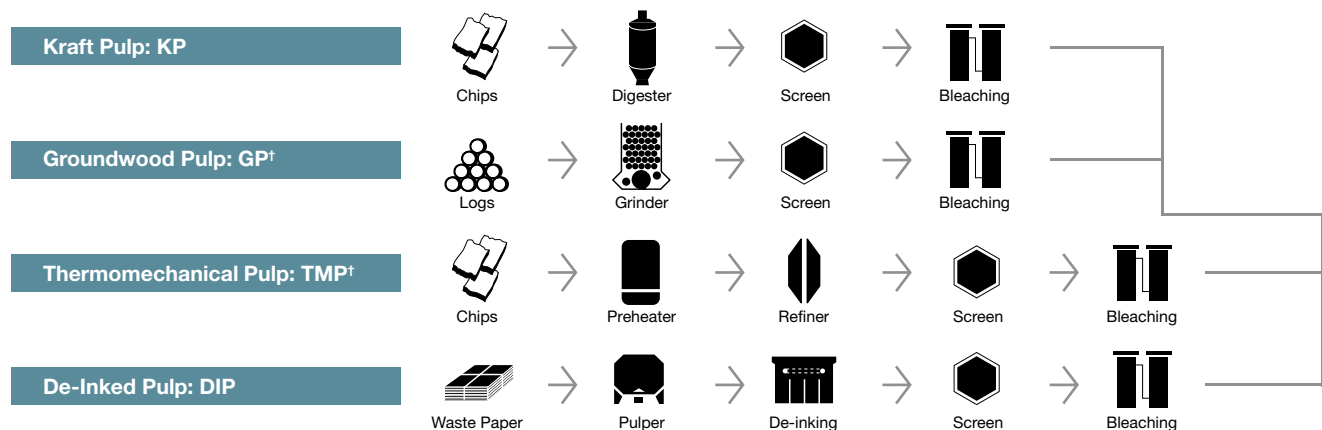 Kraft Pulp: KP
Chips Digester Screen Bleaching
Groundwood Pulp: GP†
Logs Grinder Screen Bleaching
Thermomechanical Pulp: TMP†
Chips Preheater Refiner Screen Bleaching
De-Inked Pulp: DIP
Waste Paper Pulper De-inking Screen Bleaching